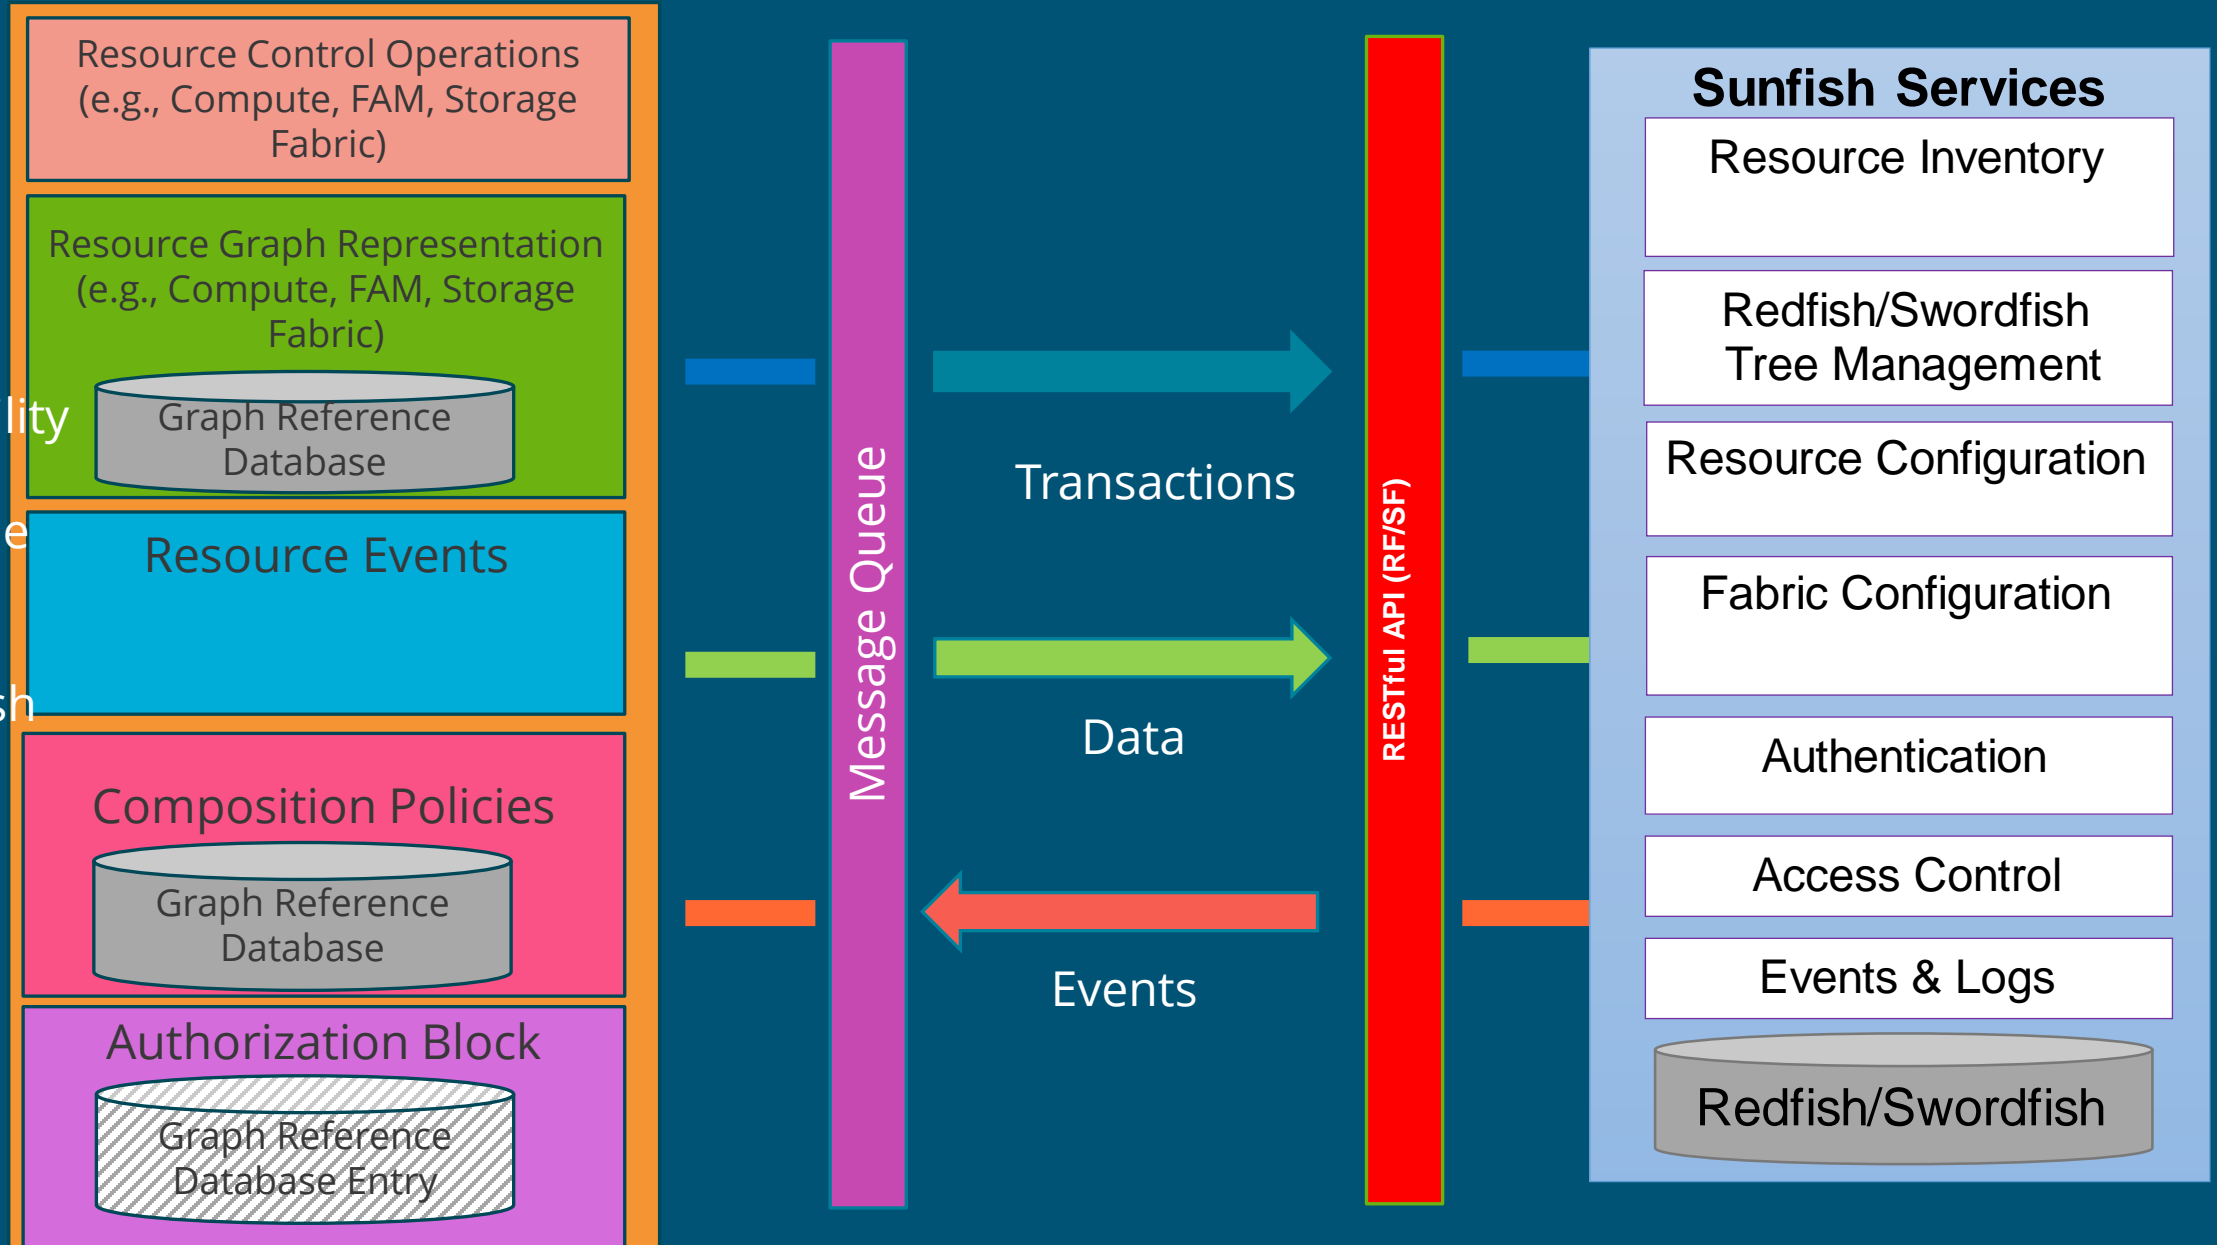 Resource Control Operations
(e.g., Compute, FAM, Storage
Fabric)
Resource Graph Representation
(e.g., Compute, FAM, Storage
Fabric)
Graph Reference
Database
Resource Events
Composition Policies
Graph Reference
Database
Authorization Block
Graph Reference
Database Entry
Message Queue
Transactions
Data
Events
RESTful API (RF/SF)
Sunfish Services
Resource Inventory
Redfish/Swordfish
Tree Management
Resource Configuration
Fabric Configuration
Authentication
Access Control
Events & Logs
Redfish/Swordfish